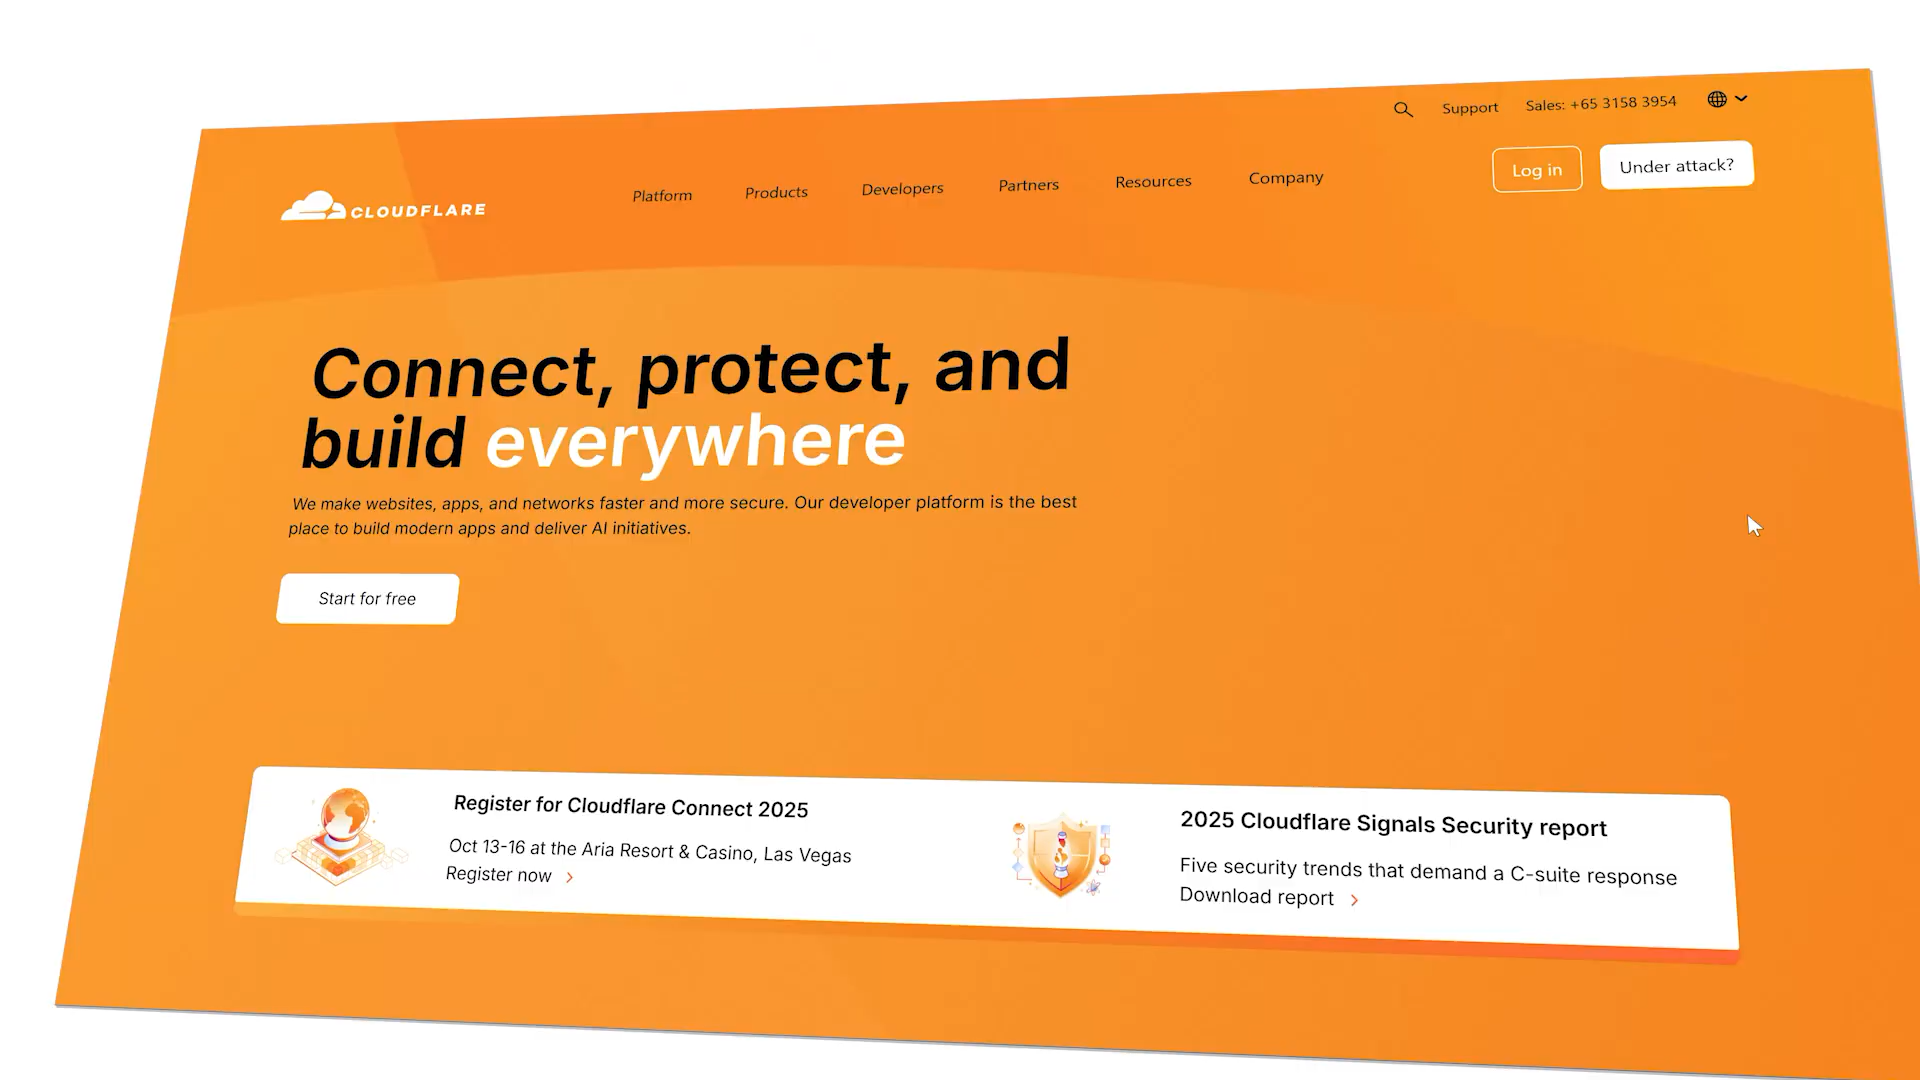 Support
Sales: +65 3158 3954
CLOUDFLARE
Platform
Products
Developers
Partners
Resources
Company
Log in
Under attack?
Connect, protect, and
build everywhere
We make websites, apps, and networks faster and more secure. Our developer platform is the best
place to build modern apps and deliver AI initiatives.
Start for free
Register for Cloudflare Connect 2025
Oct 13-16 at the Aria Resort & Casino, Las Vegas
Register now
2025 Cloudflare Signals Security report
Five security trends that demand a C-suite response
Download report